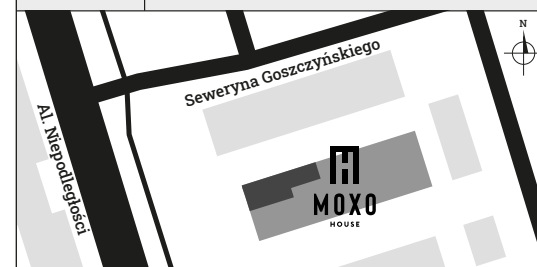 N
Seweryna Goszczyńskiego
Al. Niepodległości
MOXO
HOUSE